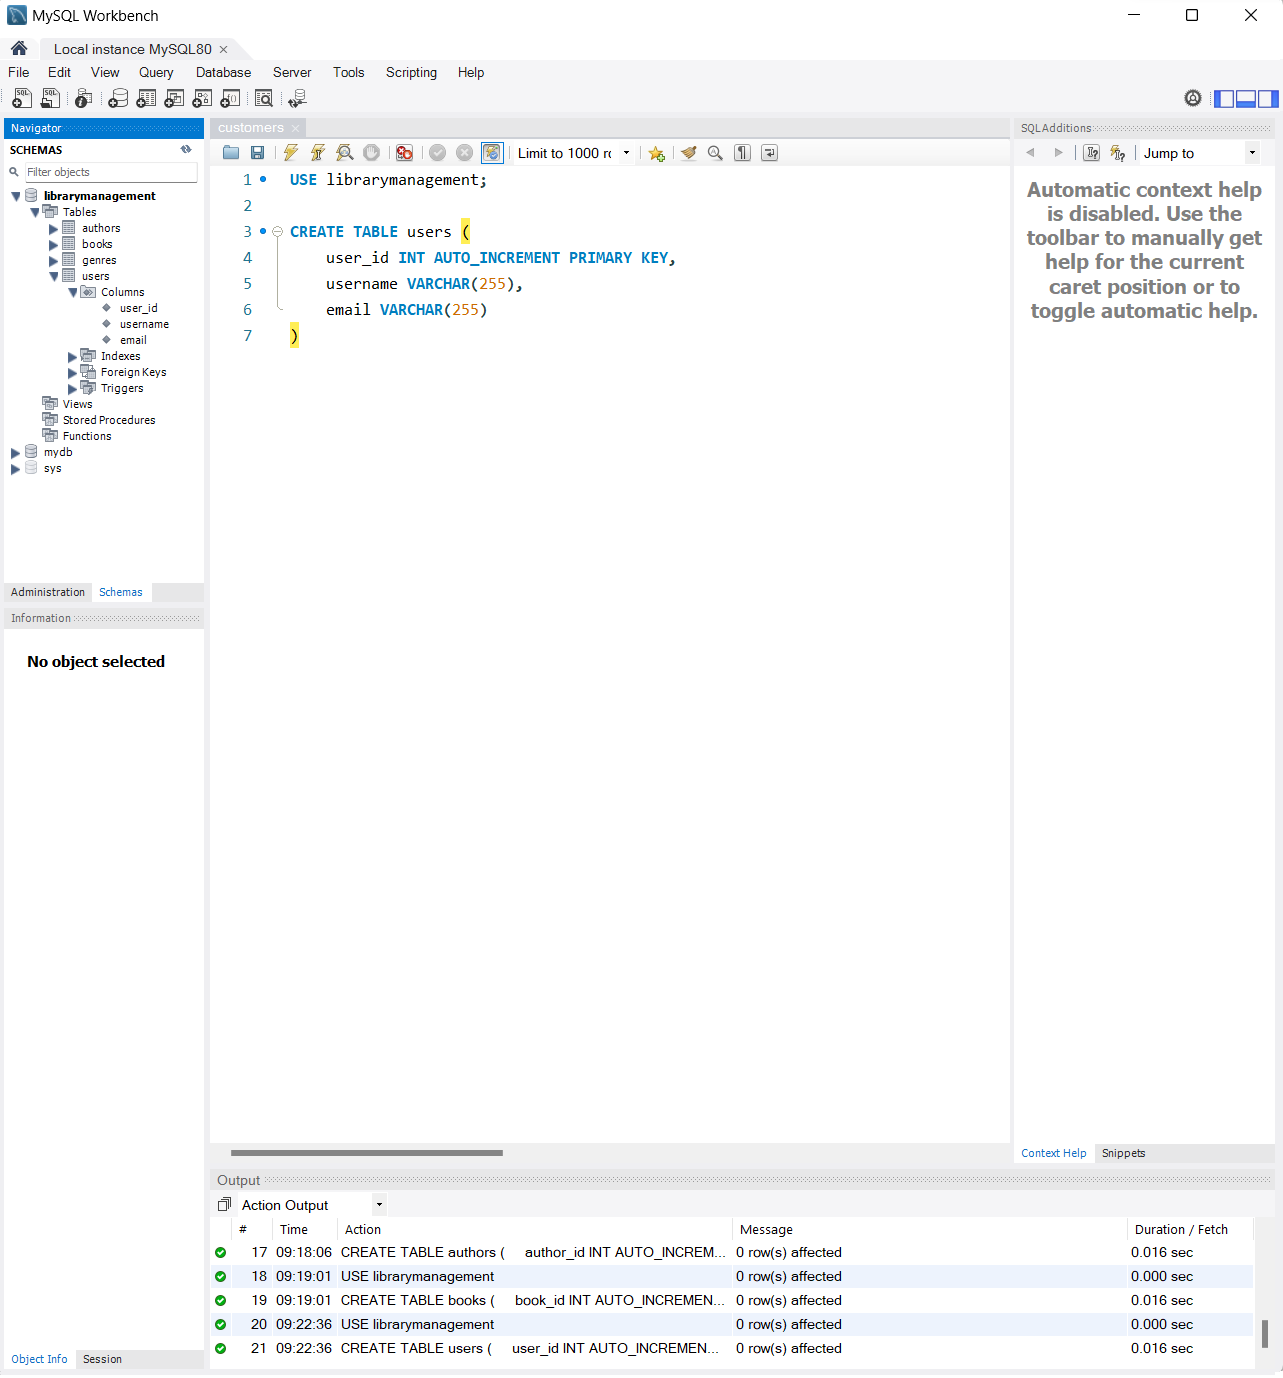 MySQL Workbench
Local instance MySQL80
File Edit View Query Database Server Tools Scripting Help
Navigator
SCHEMAS
Filter objects
librarymanagement
Tables
authors
books
genres
users
Columns
user_id
username
email
Indexes
Foreign Keys
Triggers
Views
Stored Procedures
Functions
mydb
sys
Administration Schemas
Information
No object selected
Object Info Session
customers
Limit to 1000 ro
1 USE librarymanagement;
2
3 CREATE TABLE users (
4 user_id INT AUTO_INCREMENT PRIMARY KEY,
5 username VARCHAR(255),
6 email VARCHAR(255)
7 )
SQLAdditions
Jump to
Automatic context help
is disabled. Use the
toolbar to manually get
help for the current
caret position or to
toggle automatic help.
Context Help Snippets
Output
Action Output
# Time Action Message Duration / Fetch
17 09:18:06 CREATE TABLE authors ( author_id INT AUTO_INCREM... 0 row(s) affected 0.016 sec
18 09:19:01 USE librarymanagement 0 row(s) affected 0.000 sec
19 09:19:01 CREATE TABLE books ( book_id INT AUTO_INCREMEN... 0 row(s) affected 0.016 sec
20 09:22:36 USE librarymanagement 0 row(s) affected 0.000 sec
21 09:22:36 CREATE TABLE users ( user_id INT AUTO_INCREMEN... 0 row(s) affected 0.016 sec